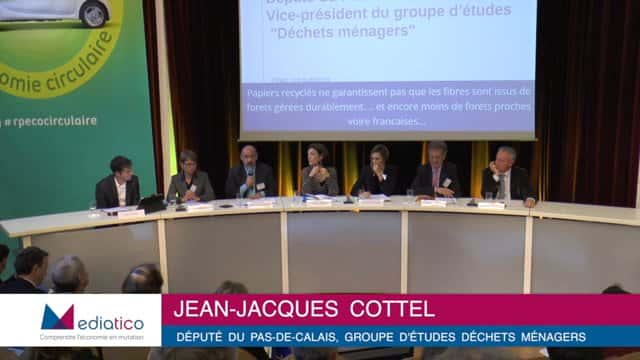 Vice-président du groupe d'études
"Déchets ménagers"
Papiers recyclés ne garantissent pas que les fibres sont issus de
forets gérées durablement... et encore moins de forets proches
voire francaises...
nomie circulaire
#rpecocirculaire
JEAN-JACQUES COTTEL
DÉPUTÉ DU PAS-DE-CALAIS, GROUPE D'ÉTUDES DÉCHETS MÉNAGERS
ediatico
Comprendre l'économie en mutation